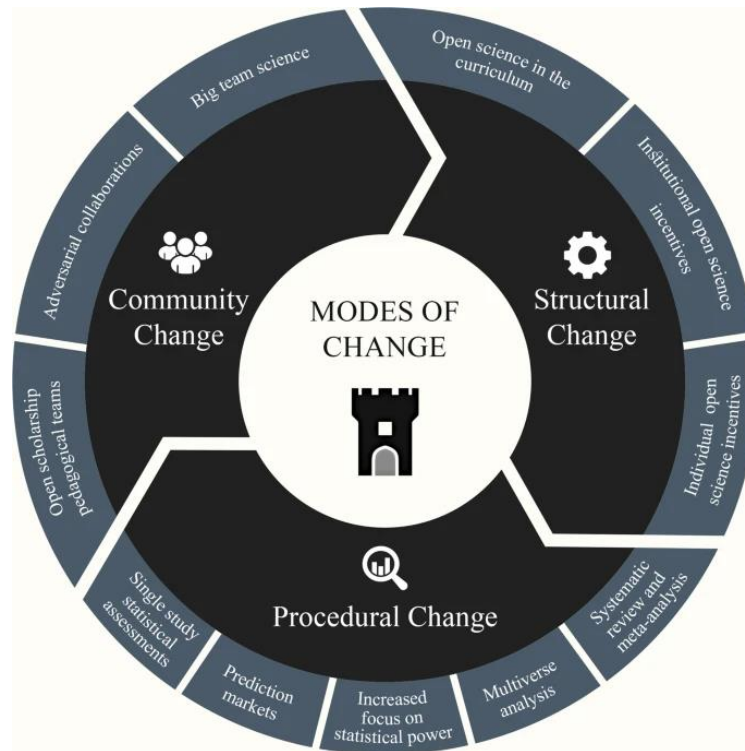 MODES OF
CHANGE
Structural
Change
Open science in the
curriculum
Institutional open science
incentives
Individual open
science incentives
Procedural Change
Systematic
review and
meta-analysis
Multiverse
analysis
Increased
focus on
statistical power
Prediction
markets
Single study
statistical
assessments
Community
Change
Open scholarship
pedagogical teams
Adversarial collaborations
Big team science